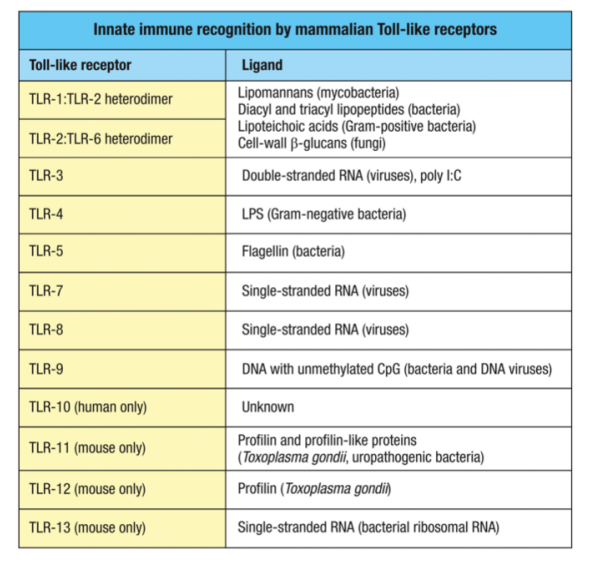 Innate immune recognition by mammalian Toll-like receptors
Toll-like receptor
Ligand
TLR-1:TLR-2 heterodimer
TLR-2:TLR-6 heterodimer
Lipomannans (mycobacteria)
Diacyl and triacyl lipopeptides (bacteria)
Lipoteichoic acids (Gram-positive bacteria)
Cell-wall β-glucans (fungi)
TLR-3
Double-stranded RNA (viruses), poly I:C
TLR-4
LPS (Gram-negative bacteria)
TLR-5
Flagellin (bacteria)
TLR-7
Single-stranded RNA (viruses)
TLR-8
Single-stranded RNA (viruses)
TLR-9
DNA with unmethylated CpG (bacteria and DNA viruses)
TLR-10 (human only)
Unknown
TLR-11 (mouse only)
Profilin and profilin-like proteins
(Toxoplasma gondii, uropathogenic bacteria)
TLR-12 (mouse only)
Profilin (Toxoplasma gondii)
TLR-13 (mouse only)
Single-stranded RNA (bacterial ribosomal RNA)